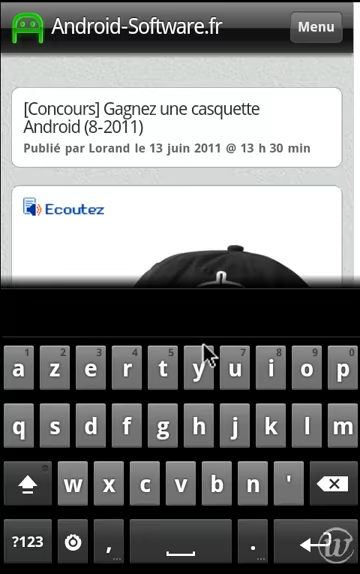 Android-Software.fr
Menu
[Concours] Gagnez une casquette
Android (8-2011)
Publié par Lorand le 13 juin 2011 @ 13 h 30 min
Ecoutez
1 2 3 4 5 7 8 9 0
a z e r t y u i o p
q s d f g h j k l m
w x c v b n '
?123 , ... . ...
W